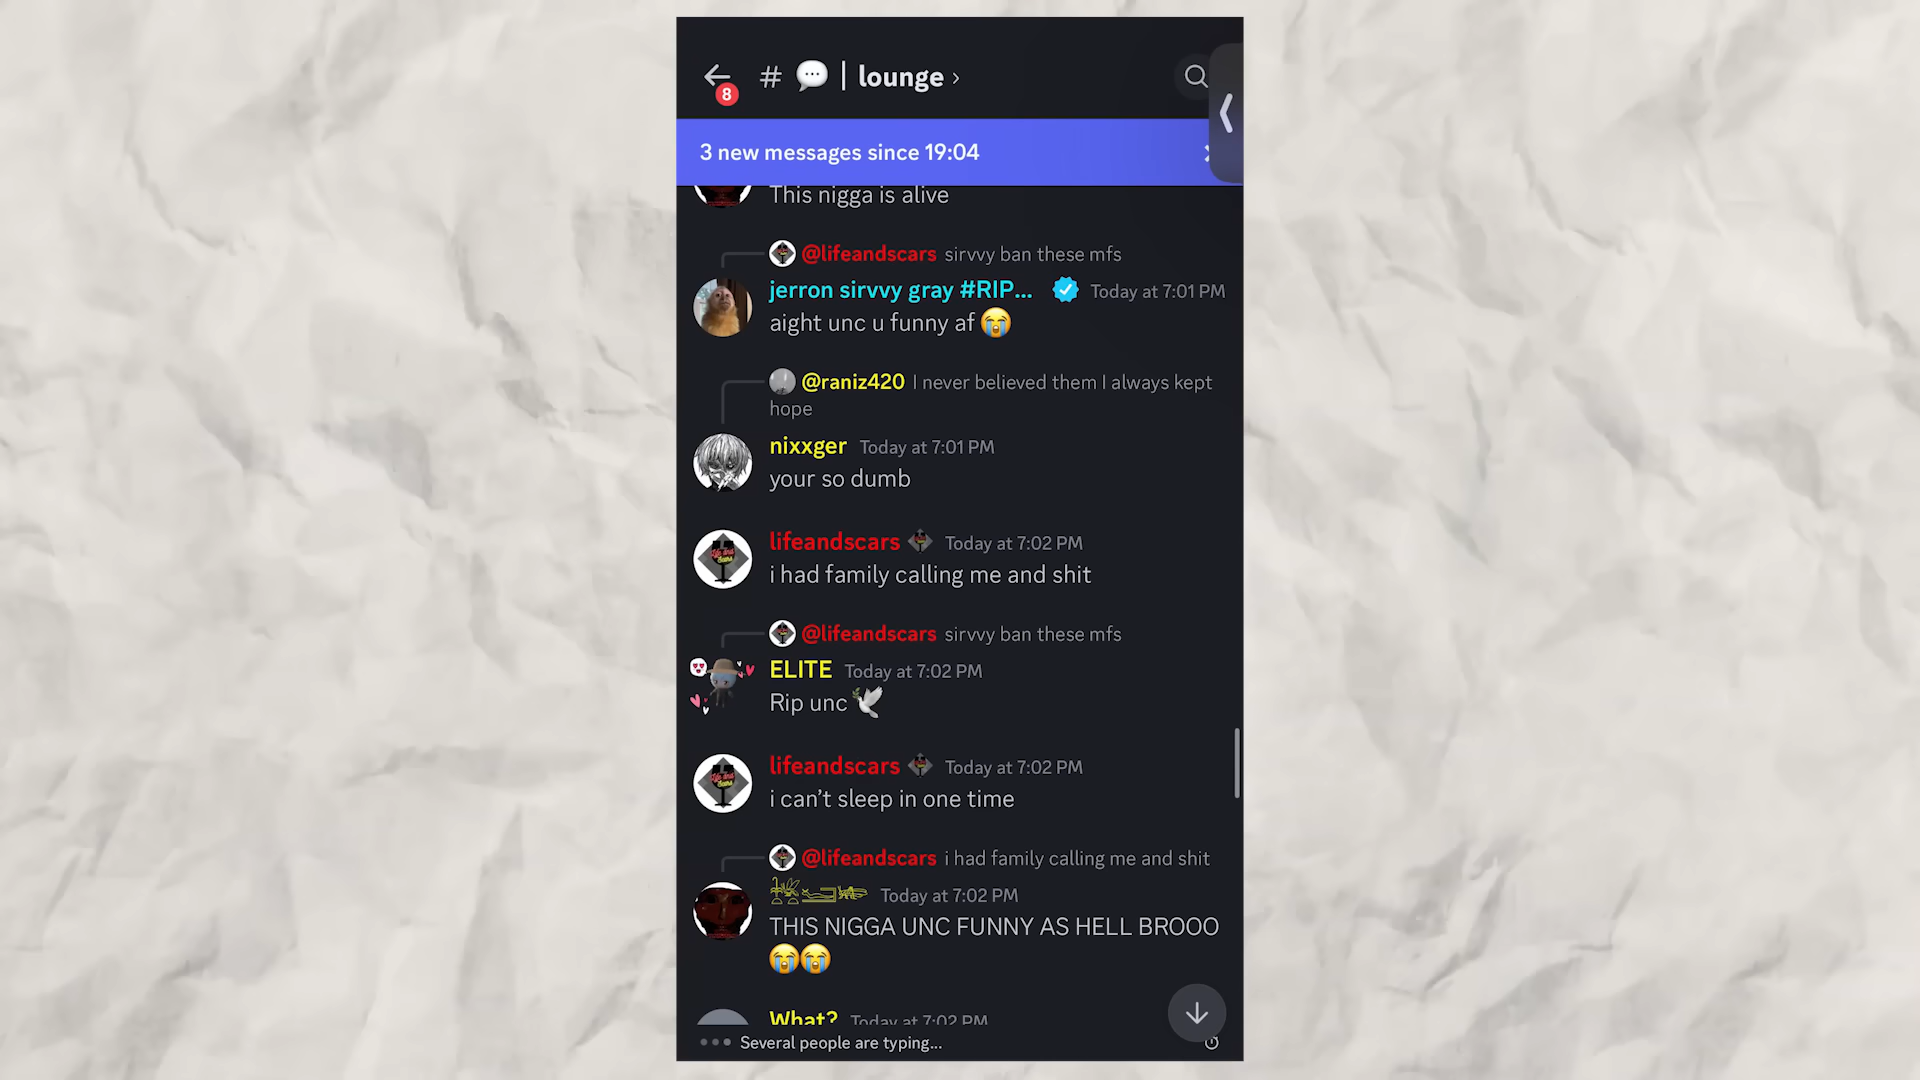 8
# | lounge ›
3 new messages since 19:04
This nigga is alive
@lifeandscars sirvvy ban these mfs
jerron sirvvy gray #RIP... Today at 7:01 PM
aight unc u funny af 😭
@raniz420 I never believed them I always kept
hope
nixxger Today at 7:01 PM
your so dumb
lifeandscars Today at 7:02 PM
i had family calling me and shit
@lifeandscars sirvvy ban these mfs
ELITE Today at 7:02 PM
Rip unc 🕊️
lifeandscars Today at 7:02 PM
i can't sleep in one time
@lifeandscars i had family calling me and shit
Today at 7:02 PM
THIS NIGGA UNC FUNNY AS HELL BROOO
😭😭
What? Today at 7:02 PM
Several people are typing...